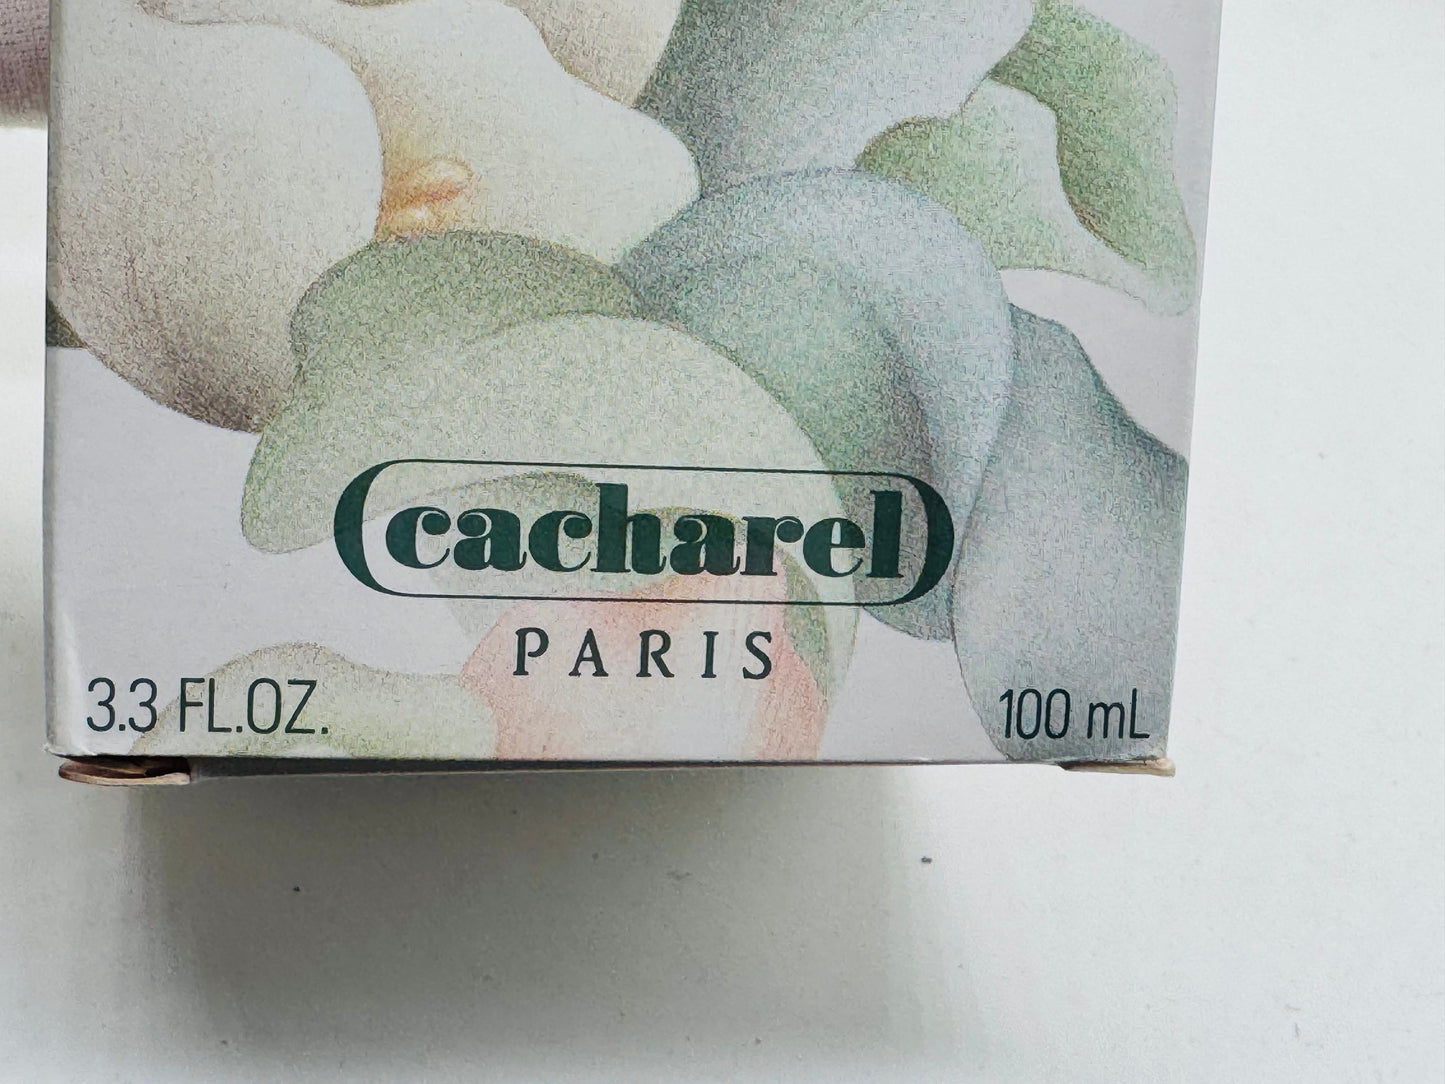 cacharel
PARIS
3.3 FL.OZ.
100 mL